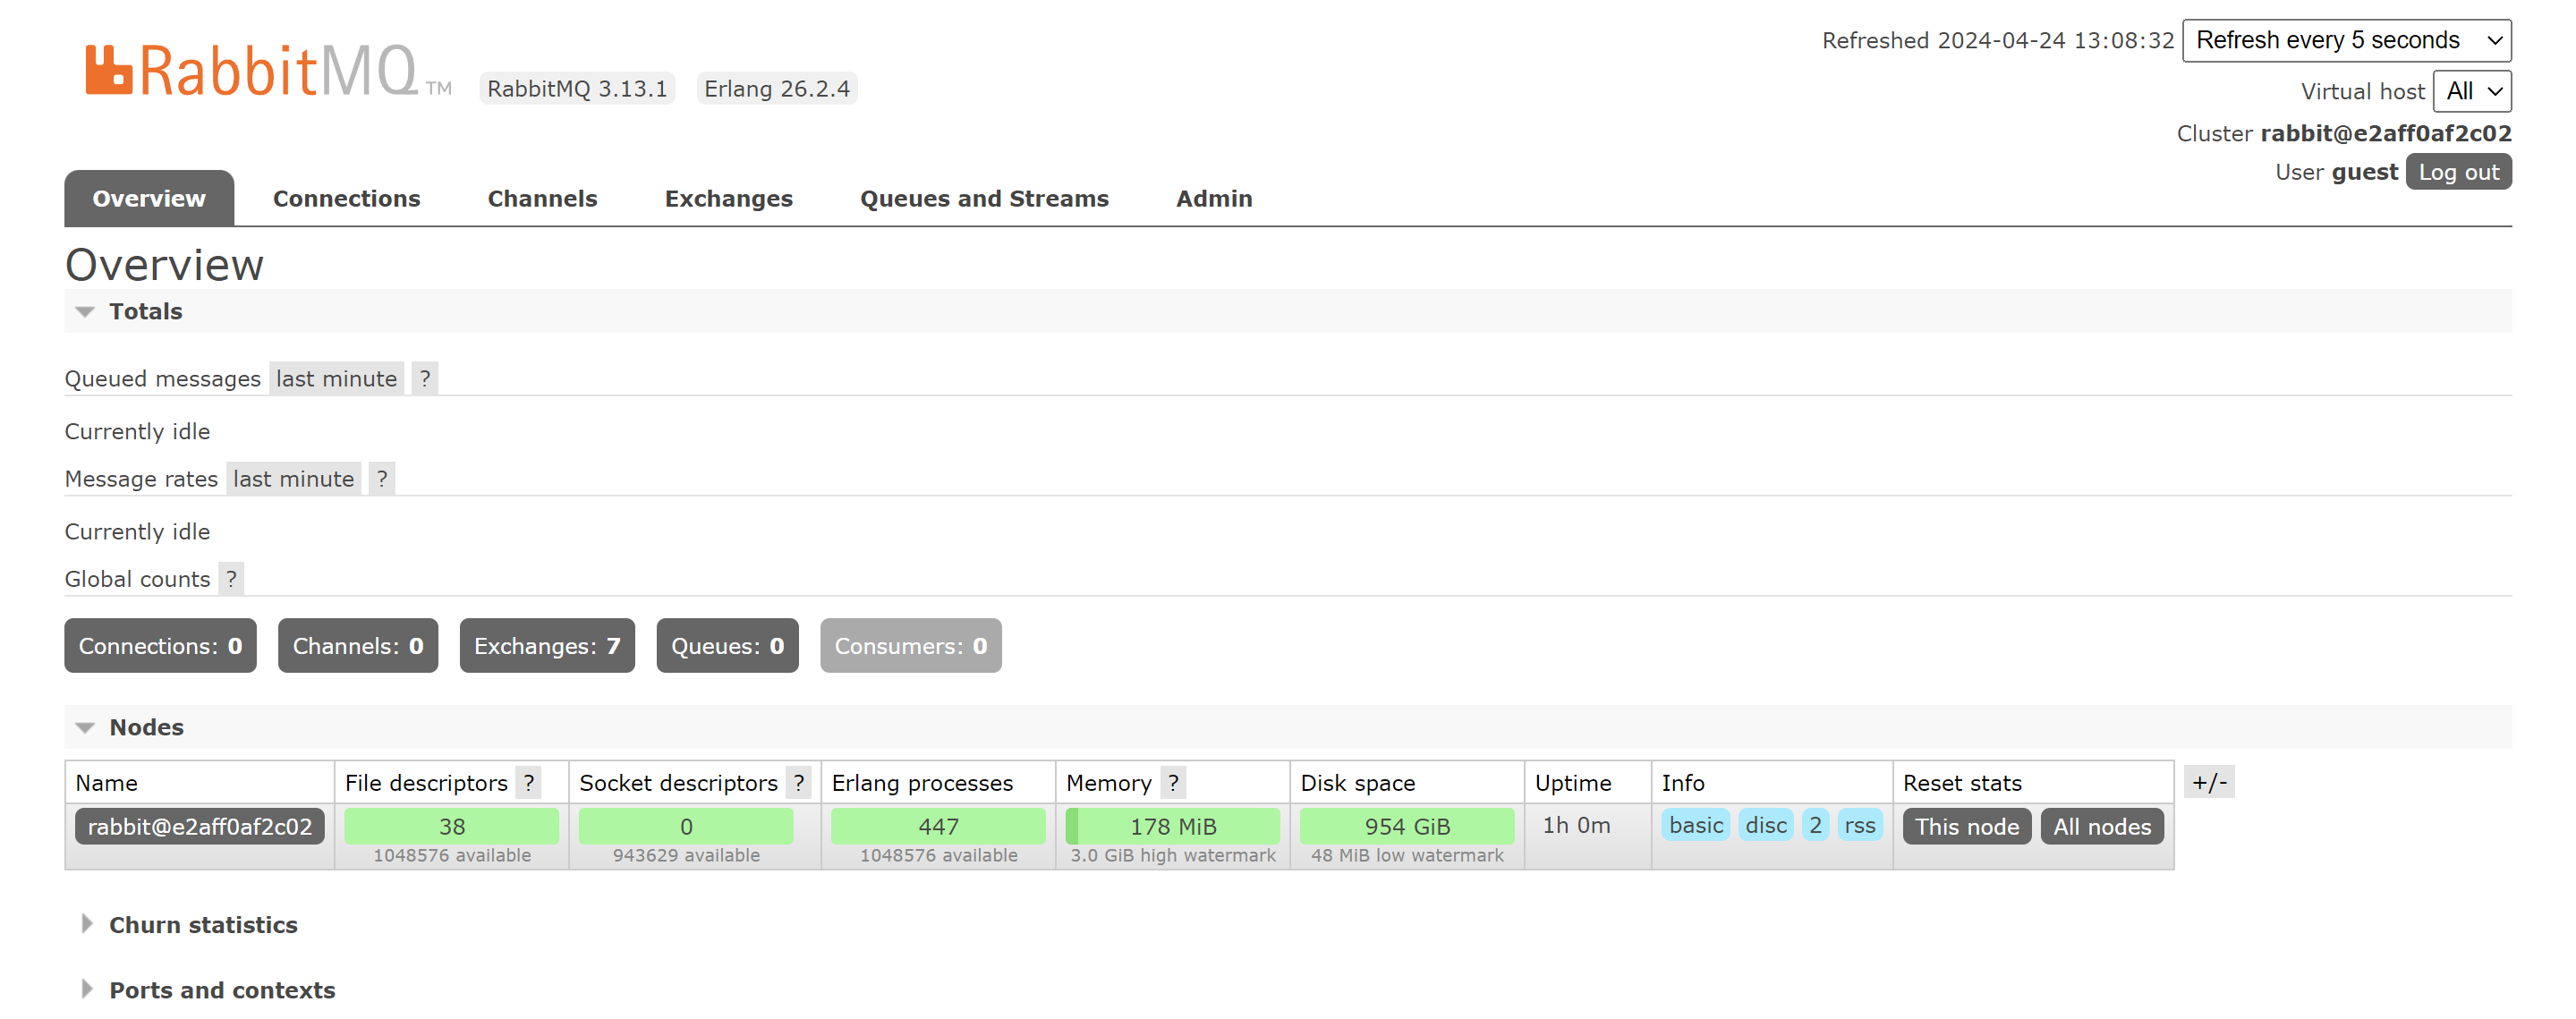 RabbitMQ TM RabbitMQ 3.13.1 Erlang 26.2.4
Refreshed 2024-04-24 13:08:32 Refresh every 5 seconds
Virtual host All
Cluster rabbit@e2aff0af2c02
User guest Log out
Overview Connections Channels Exchanges Queues and Streams Admin
Overview
Totals
Queued messages last minute ?
Currently idle
Message rates last minute ?
Currently idle
Global counts ?
Connections: 0 Channels: 0 Exchanges: 7 Queues: 0 Consumers: 0
Nodes
Name File descriptors ? Socket descriptors ? Erlang processes Memory ? Disk space Uptime Info Reset stats +/-
rabbit@e2aff0af2c02 38 0 447 178 MiB 954 GiB 1h 0m basic disc 2 rss This node All nodes
1048576 available 943629 available 1048576 available 3.0 GiB high watermark 48 MiB low watermark
Churn statistics
Ports and contexts